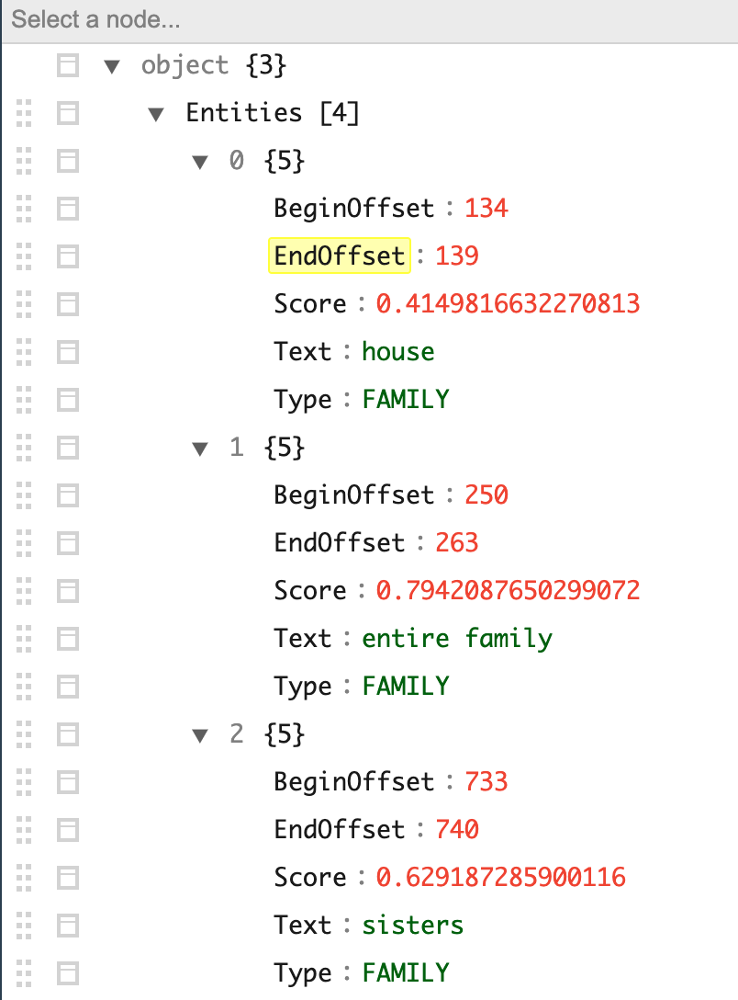 Select a node...
object {3}
Entities [4]
0 {5}
BeginOffset : 134
EndOffset : 139
Score : 0.4149816632270813
Text : house
Type : FAMILY
1 {5}
BeginOffset : 250
EndOffset : 263
Score : 0.7942087650299072
Text : entire family
Type : FAMILY
2 {5}
BeginOffset : 733
EndOffset : 740
Score : 0.629187285900116
Text : sisters
Type : FAMILY